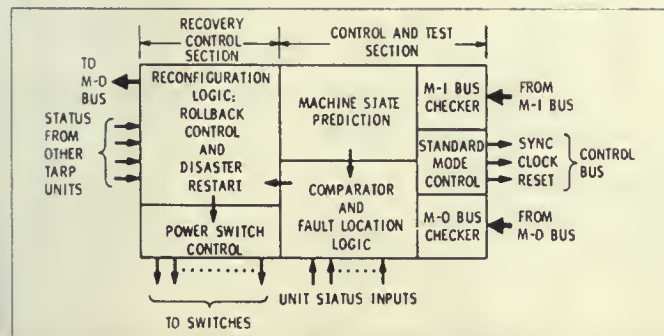 RECOVERY
CONTROL
SECTION
CONTROL AND TEST
SECTION
TO
M-D
BUS
STATUS
FROM
OTHER
TARP
UNITS
RECONFIGURATION
LOGIC:
ROLLBACK
CONTROL
AND
DISASTER
RESTART
POWER SWITCH
CONTROL
MACHINE STATE
PREDICTION
COMPARATOR
AND
FAULT LOCATION
LOGIC
M-I BUS
CHECKER
STANDARD
MODE
CONTROL
M-O BUS
CHECKER
FROM
M-I BUS
SYNC
CLOCK
RESET
CONTROL
BUS
FROM
M-O BUS
TO SWITCHES
UNIT STATUS INPUTS